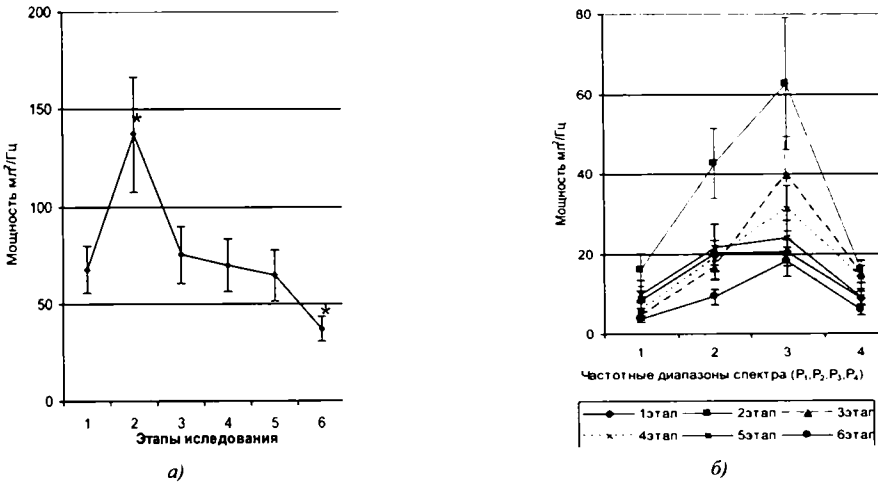 200
150
100
50
0
Мощность мл²/Гц
*
*
1 2 3 4 5 6
Этапы иследования
а)
80
60
40
20
0
Мощность мл²/Гц
1 2 3 4
Частотные диапазоны спектра (P₁,P₂,P₃,P₄)
1этап 2этап 3этап
4этап 5этап 6этап
б)